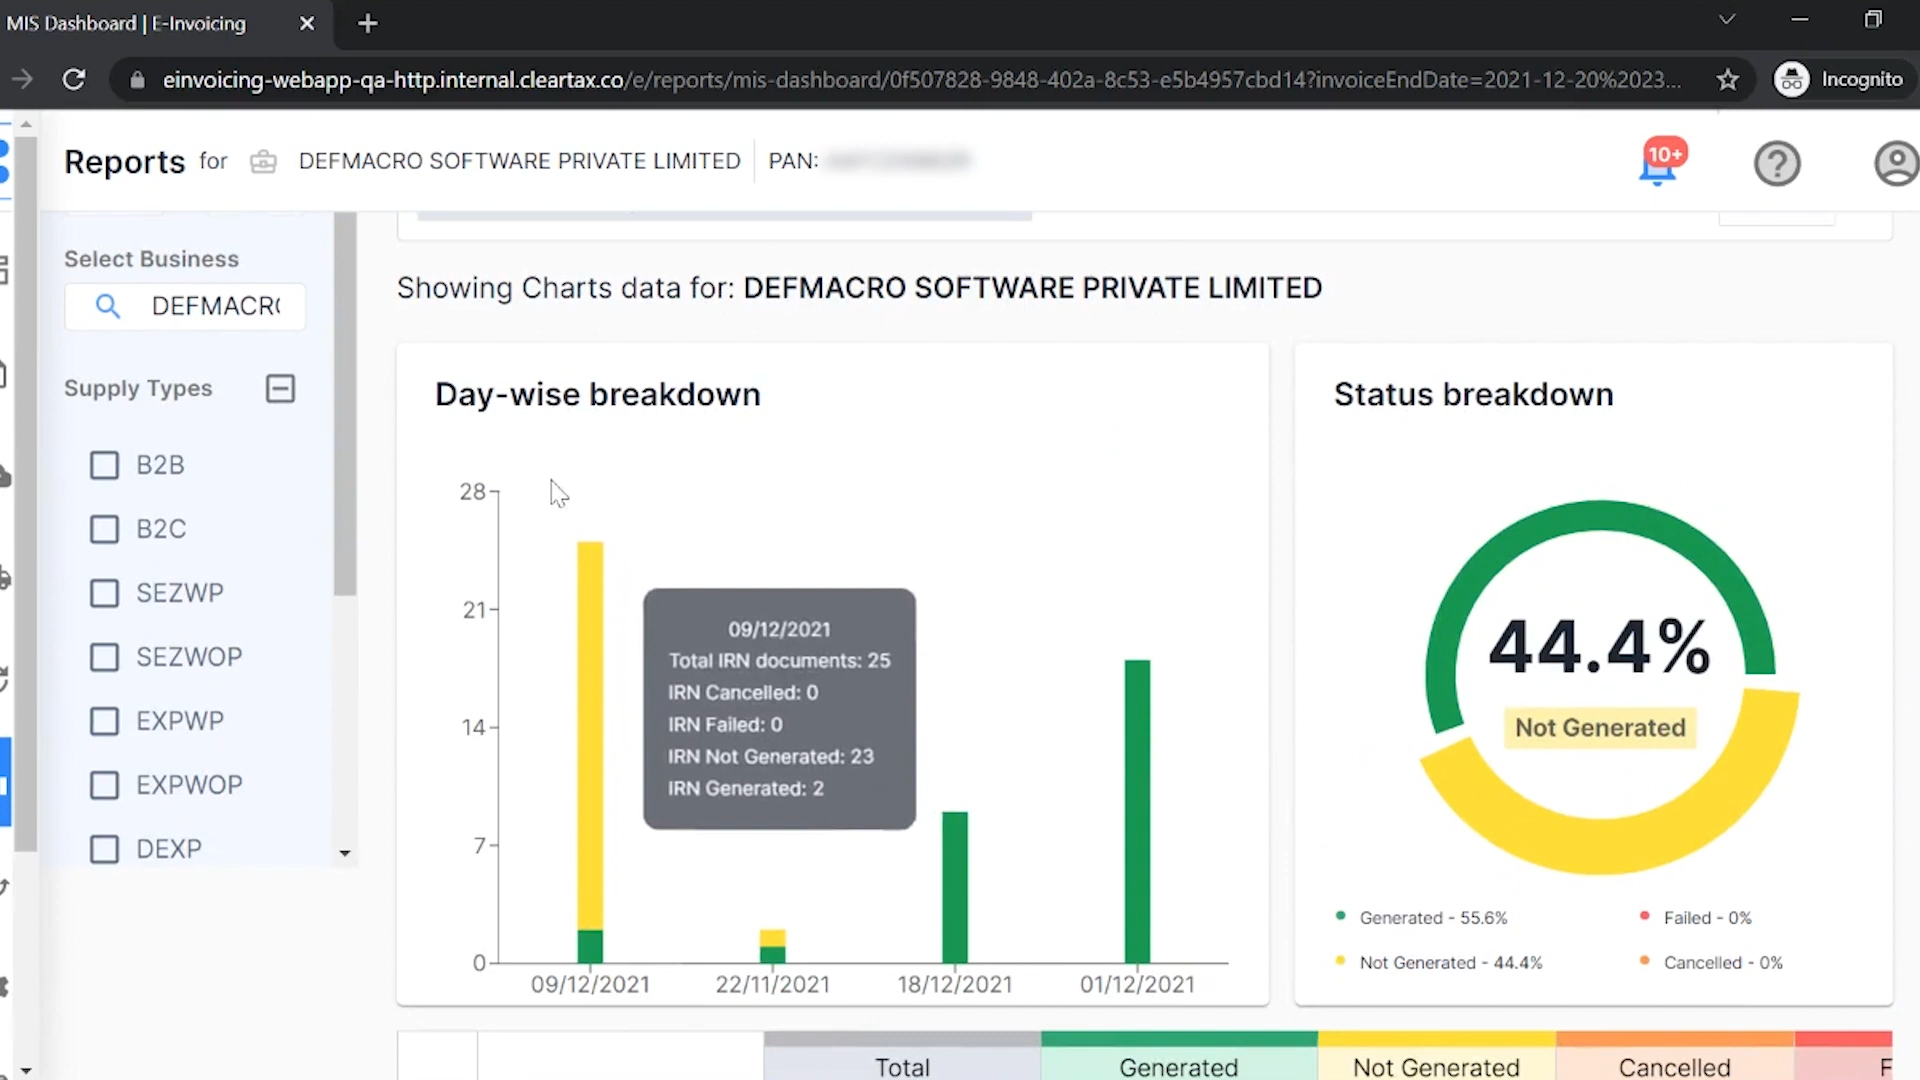 MIS Dashboard | E-Invoicing
einvoicing-webapp-qa-http.internal.cleartax.co/e/reports/mis-dashboard/0f507828-9848-402a-8c53-e5b4957cbd14?invoiceEndDate=2021-12-20%2023...
Incognito
Reports for DEFMACRO SOFTWARE PRIVATE LIMITED PAN:
10+
Select Business
DEFMACR
Supply Types
B2B
B2C
SEZWP
SEZWOP
EXPWP
EXPWOP
DEXP
Showing Charts data for: DEFMACRO SOFTWARE PRIVATE LIMITED
Day-wise breakdown
28
21
14
7
0
09/12/2021
Total IRN documents: 25
IRN Cancelled: 0
IRN Failed: 0
IRN Not Generated: 23
IRN Generated: 2
09/12/2021 22/11/2021 18/12/2021 01/12/2021
Status breakdown
44.4%
Not Generated
Generated - 55.6% Failed - 0%
Not Generated - 44.4% Cancelled - 0%
Total Generated Not Generated Cancelled F